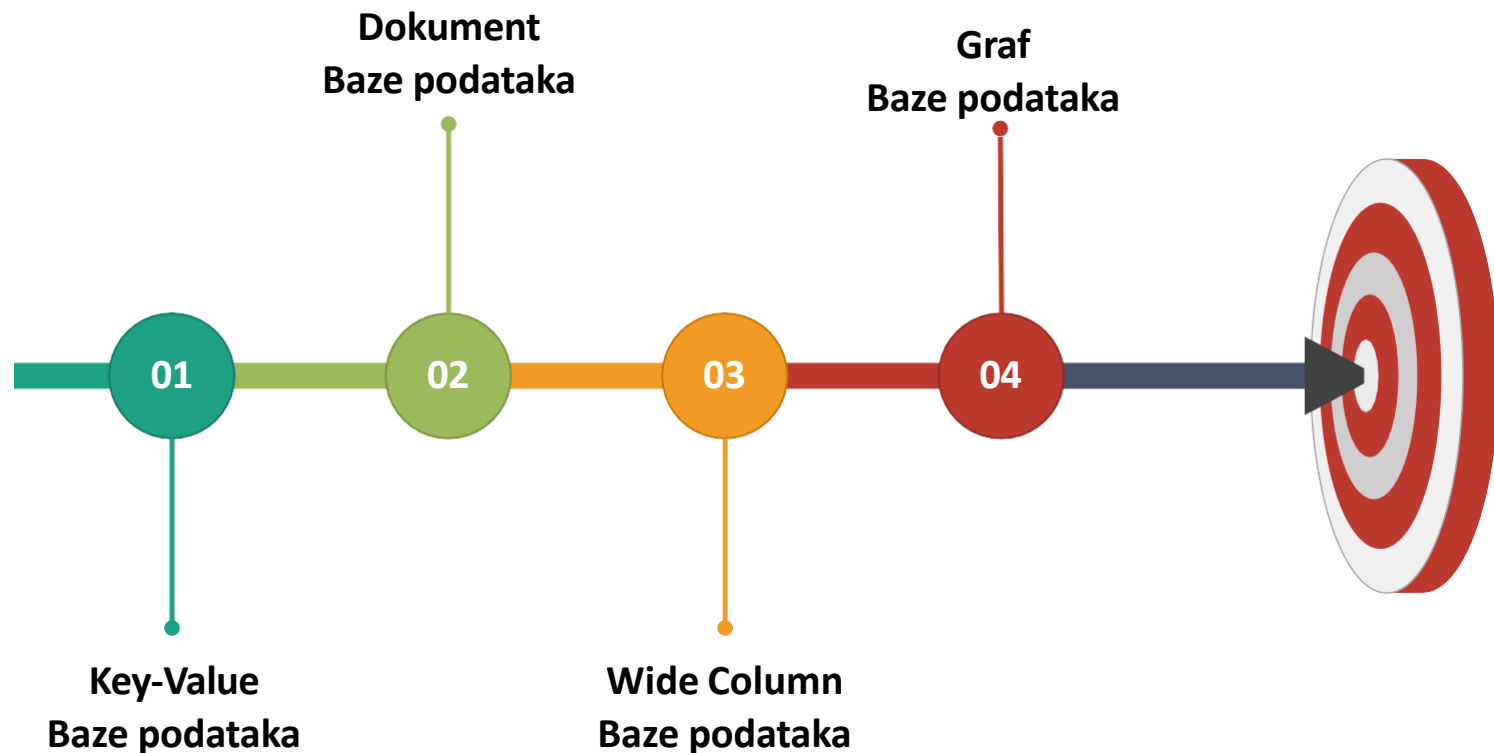 Dokument
Baze podataka
Graf
Baze podataka
01
02
03
04
Key-Value
Baze podataka
Wide Column
Baze podataka